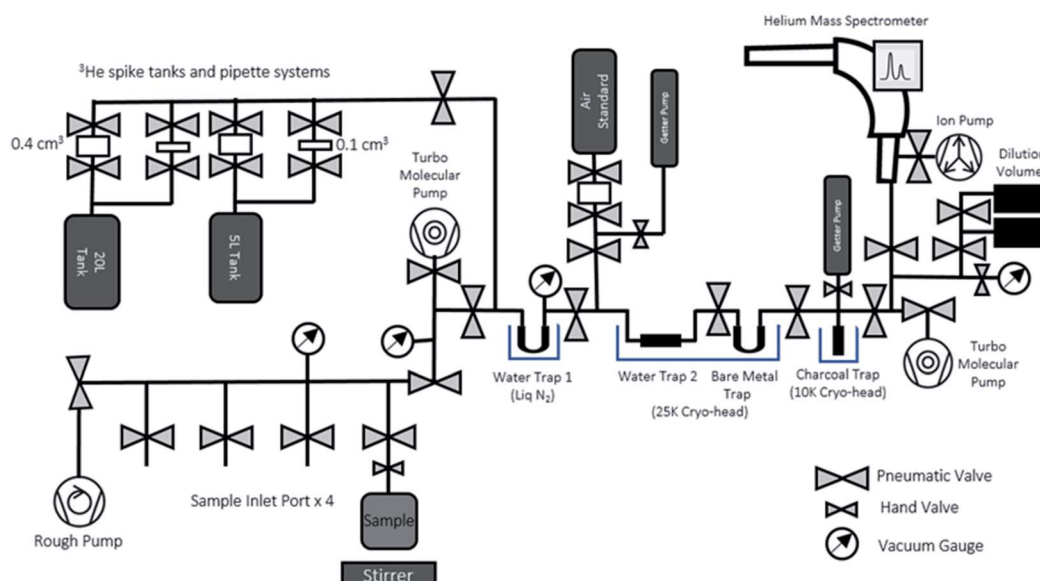 Helium Mass Spectrometer
³He spike tanks and pipette systems
0.4 cm³
0.1 cm³
Air
Standard
Getter Pump
Ion Pump
Dilution
Volume
Turbo
Molecular
Pump
Getter Pump
20L
Tank
5L Tank
Water Trap 1
(Liq N₂)
Water Trap 2
Bare Metal
Trap
(25K Cryo-head)
Charcoal Trap
(10K Cryo-head)
Turbo
Molecular
Pump
Sample Inlet Port x 4
Rough Pump
Sample
Stirrer
Pneumatic Valve
Hand Valve
Vacuum Gauge